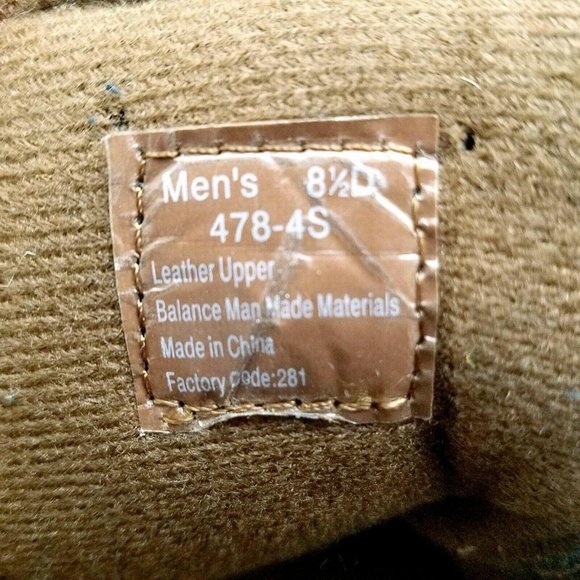 Men's 8½D
478-4S
Leather Upper
Balance Man Made Materials
Made in China
Factory code:281